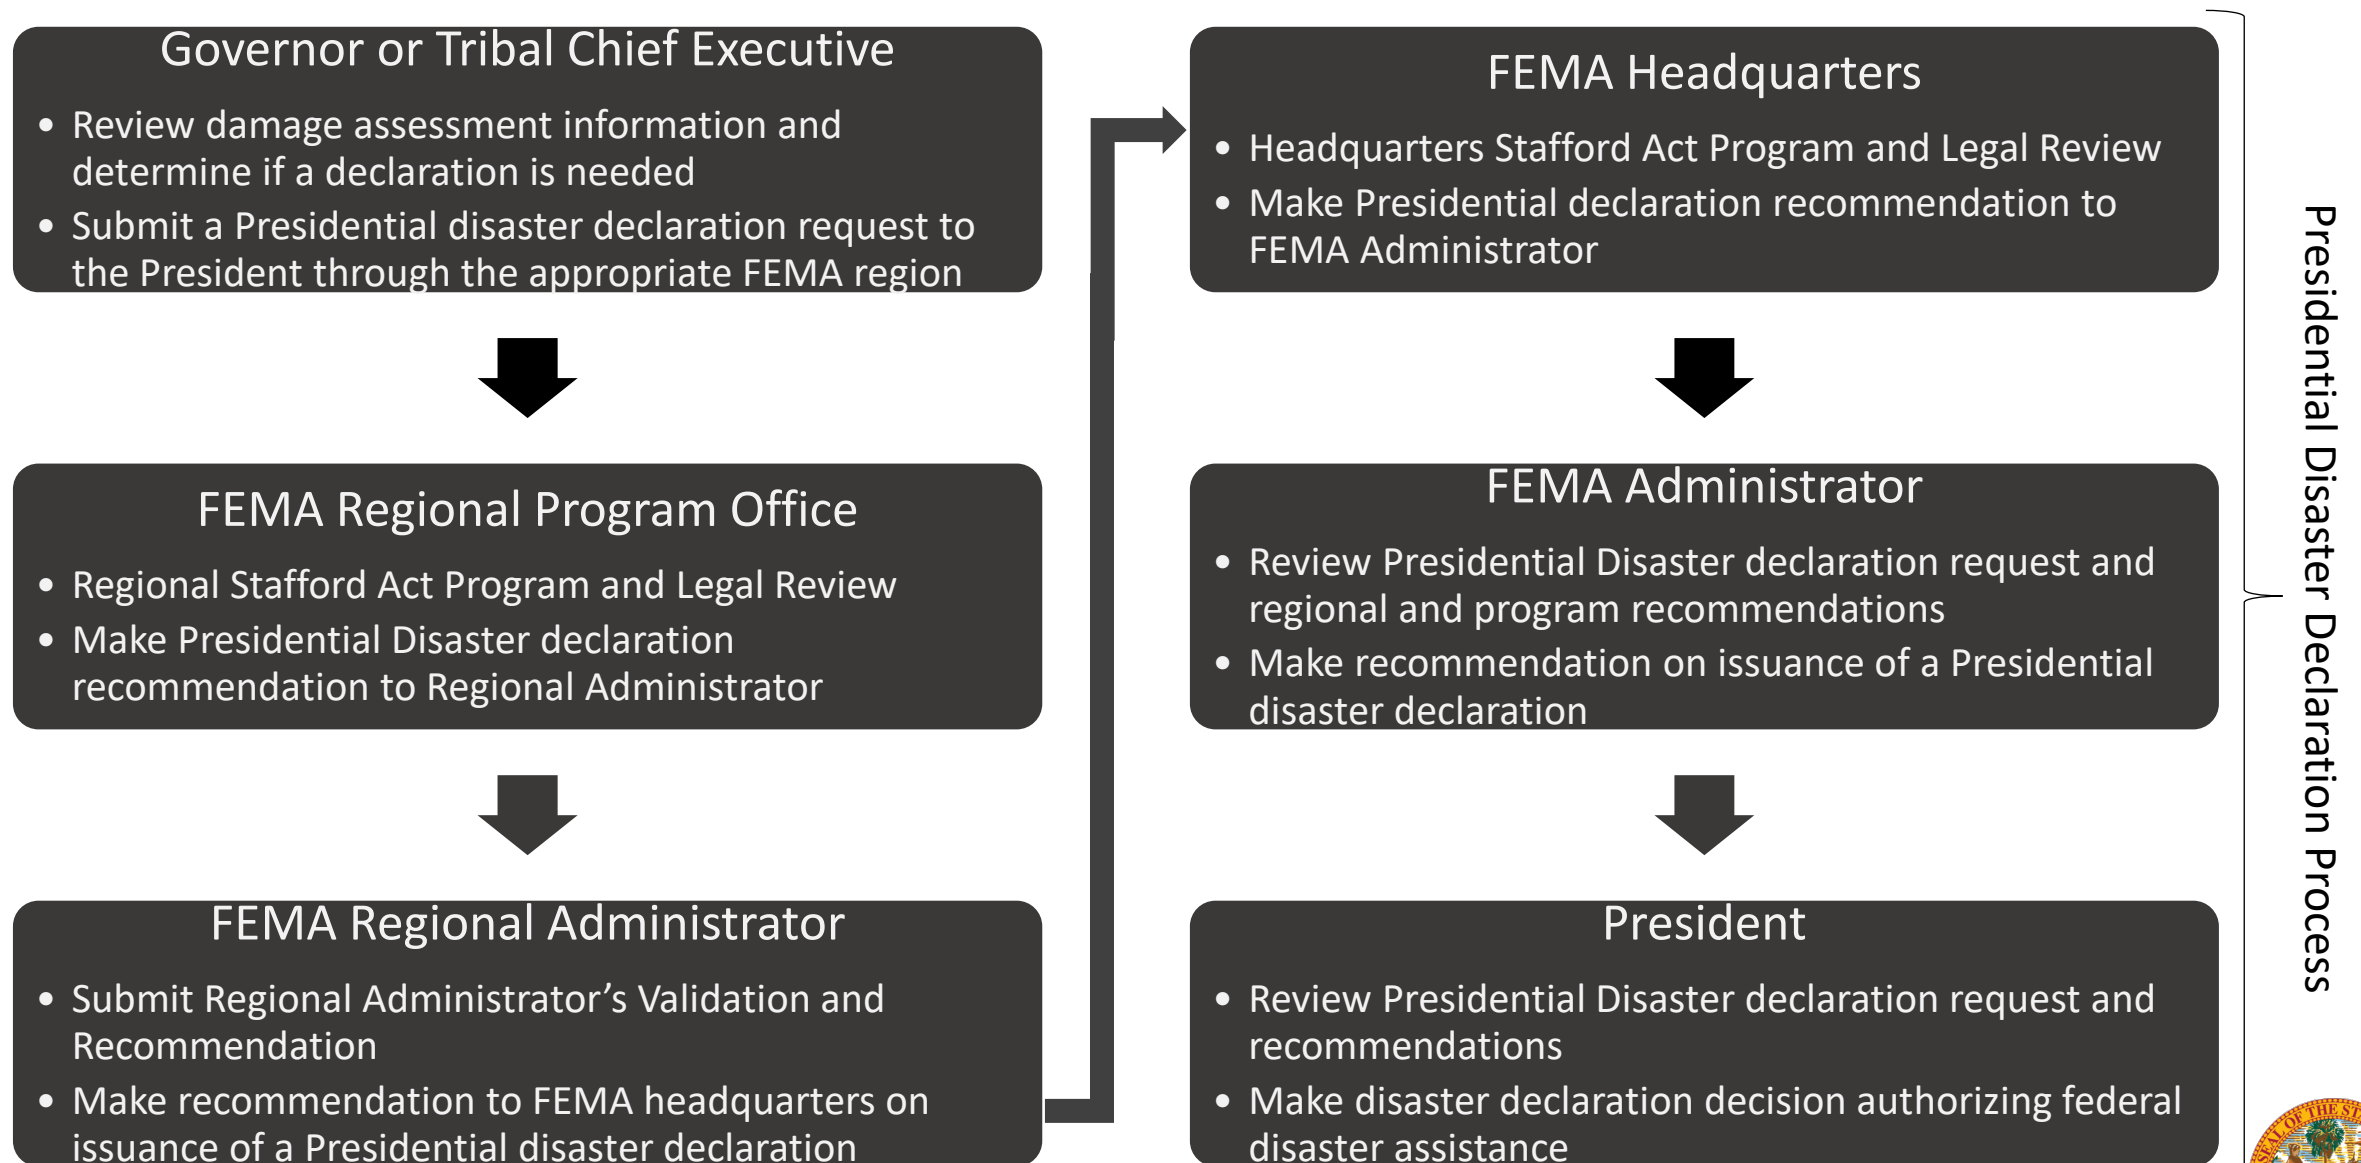 Governor or Tribal Chief Executive
• Review damage assessment information and
determine if a declaration is needed
• Submit a Presidential disaster declaration request to
the President through the appropriate FEMA region
FEMA Regional Program Office
• Regional Stafford Act Program and Legal Review
• Make Presidential Disaster declaration
recommendation to Regional Administrator
FEMA Regional Administrator
• Submit Regional Administrator’s Validation and
Recommendation
• Make recommendation to FEMA headquarters on
issuance of a Presidential disaster declaration
FEMA Headquarters
• Headquarters Stafford Act Program and Legal Review
• Make Presidential declaration recommendation to
FEMA Administrator
FEMA Administrator
• Review Presidential Disaster declaration request and
regional and program recommendations
• Make recommendation on issuance of a Presidential
disaster declaration
President
• Review Presidential Disaster declaration request and
recommendations
• Make disaster declaration decision authorizing federal
disaster assistance
Presidential Disaster Declaration Process
SEAL OF THE